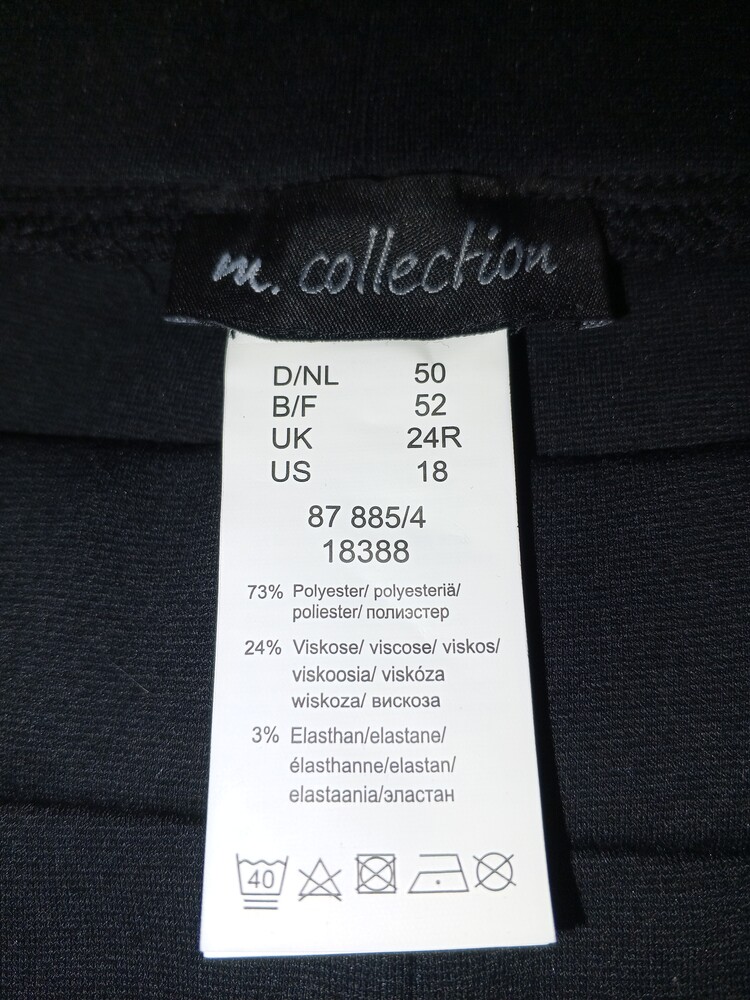 m. collection
D/NL 50
B/F 52
UK 24R
US 18
87 885/4
18388
73% Polyester/ polyesteriä/
poliester/ полиэстер
24% Viskose/ viscose/ viskos/
viskoosia/ viskóza
wiskoza/ вискоза
3% Elasthan/elastane/
élasthanne/elastan/
elastaania/эластан
40